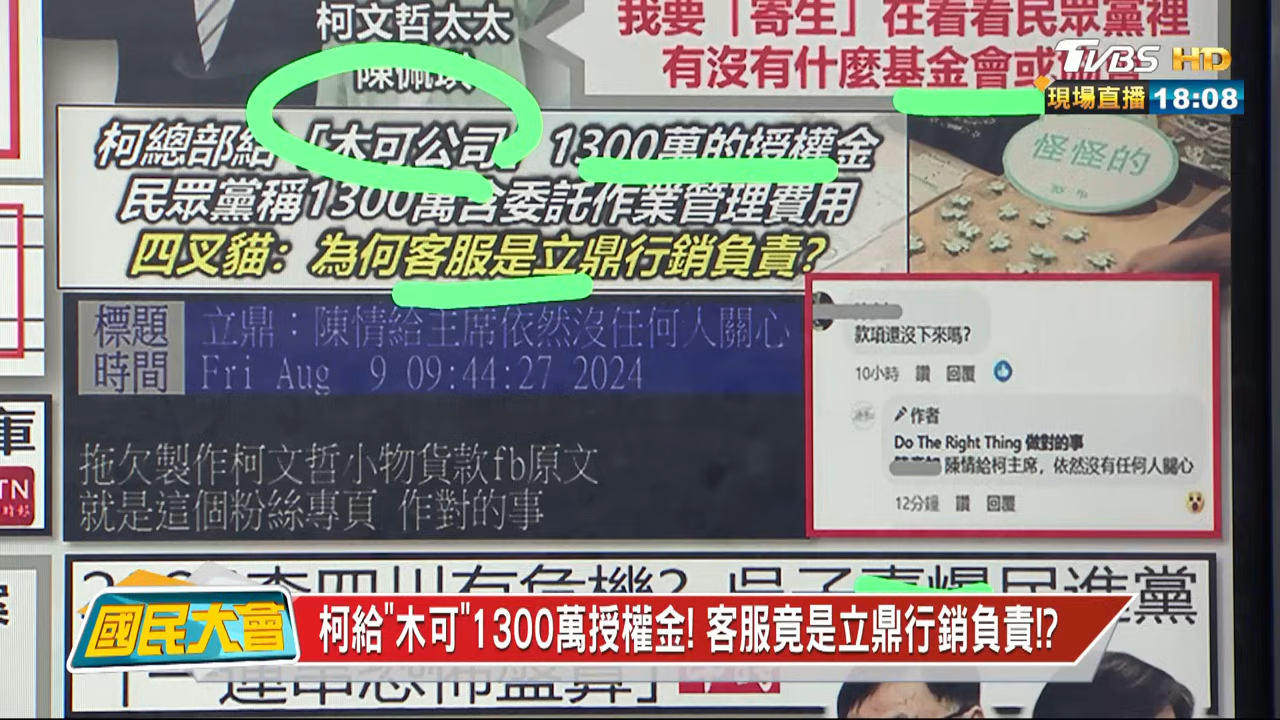 柯文哲太太
陳佩琪
我要「寄生」在看看民眾黨裡
有沒有什麼基金會或協會
TVBS HD
現場直播 18:08
柯總部給「木可公司」1300萬的授權金
民眾黨稱1300萬含委託作業管理費用
四叉貓：為何客服是立鼎行銷負責?
怪怪的
標題 立鼎：陳情給主席依然沒任何人關心
時間 Fri Aug 9 09:44:27 2024
拖欠製作柯文哲小物貨款fb原文
就是這個粉絲專頁 作對的事
款項還沒下來嗎?
10小時 讚 回覆
作者
Do The Right Thing 做對的事
陳情給柯主席，依然沒有任何人關心
12分鐘 讚 回覆
庫
TN
國民大會
柯給"木可"1300萬授權金! 客服竟是立鼎行銷負責!?